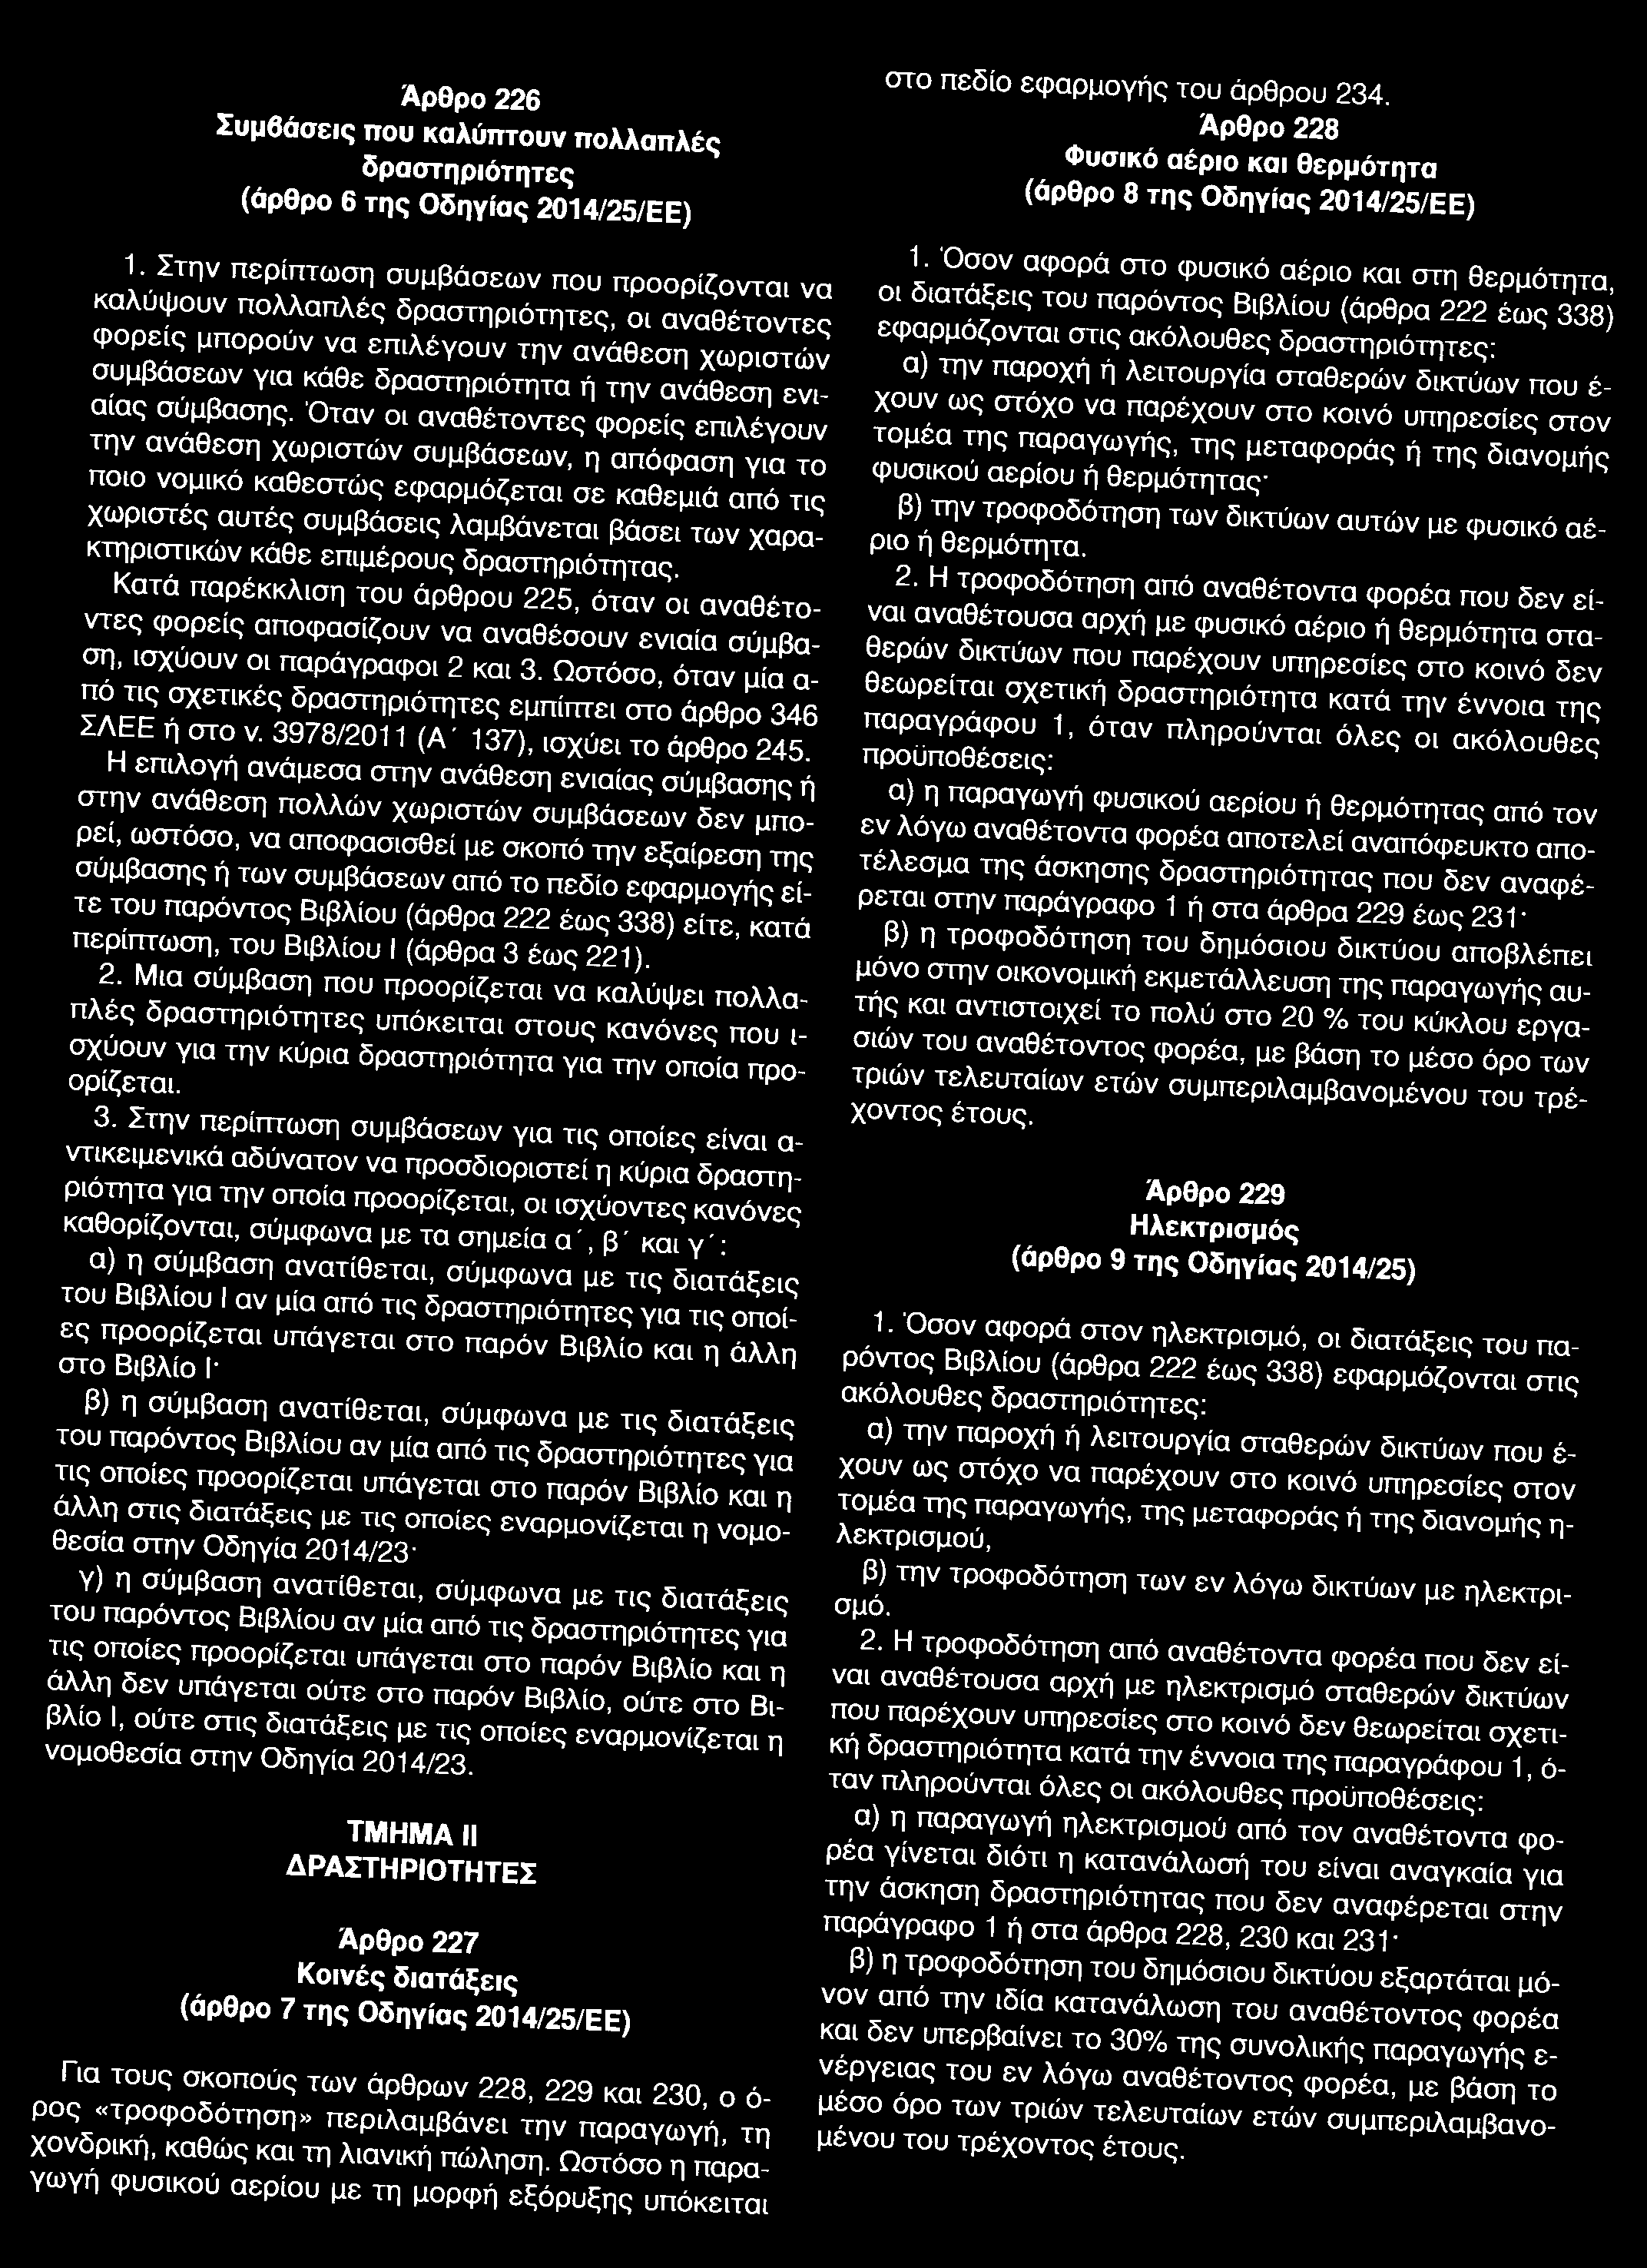 Άρθρο 226
Συμβάσεις που καλύπτουν πολλαπλές
δραστηριότητες
(άρθρο 6 της Οδηγίας 2014/25/ΕΕ)
1. Στην περίπτωση συμβάσεων που προορίζονται να
καλύψουν πολλαπλές δραστηριότητες, οι αναθέτοντες
φορείς μπορούν να επιλέγουν την ανάθεση χωριστών
συμβάσεων για κάθε δραστηριότητα ή την ανάθεση ενι-
αίας σύμβασης. Όταν οι αναθέτοντες φορείς επιλέγουν
την ανάθεση χωριστών συμβάσεων, η απόφαση για το
ποιο νομικό καθεστώς εφαρμόζεται σε καθεμιά από τις
χωριστές αυτές συμβάσεις λαμβάνεται βάσει των χαρα-
κτηριστικών κάθε επιμέρους δραστηριότητας.
Κατά παρέκκλιση του άρθρου 225, όταν οι αναθέτο-
ντες φορείς αποφασίζουν να αναθέσουν ενιαία σύμβα-
ση, ισχύουν οι παράγραφοι 2 και 3. Ωστόσο, όταν μία α-
πό τις σχετικές δραστηριότητες εμπίπτει στο άρθρο 346
ΣΛΕΕ ή στο ν. 3978/2011 (Α΄ 137), ισχύει το άρθρο 245.
Η επιλογή ανάμεσα στην ανάθεση ενιαίας σύμβασης ή
στην ανάθεση πολλών χωριστών συμβάσεων δεν μπο-
ρεί, ωστόσο, να αποφασισθεί με σκοπό την εξαίρεση της
σύμβασης ή των συμβάσεων από το πεδίο εφαρμογής εί-
τε του παρόντος Βιβλίου (άρθρα 222 έως 338) είτε, κατά
περίπτωση, του Βιβλίου Ι (άρθρα 3 έως 221).
2. Μια σύμβαση που προορίζεται να καλύψει πολλα-
πλές δραστηριότητες υπόκειται στους κανόνες που ι-
σχύουν για την κύρια δραστηριότητα για την οποία προ-
ορίζεται.
3. Στην περίπτωση συμβάσεων για τις οποίες είναι α-
ντικειμενικά αδύνατον να προσδιοριστεί η κύρια δραστη-
ριότητα για την οποία προορίζεται, οι ισχύοντες κανόνες
καθορίζονται, σύμφωνα με τα σημεία α΄, β΄ και γ΄:
α) η σύμβαση ανατίθεται, σύμφωνα με τις διατάξεις
του Βιβλίου Ι αν μία από τις δραστηριότητες για τις οποί-
ες προορίζεται υπάγεται στο παρόν Βιβλίο και η άλλη
στο Βιβλίο Ι·
β) η σύμβαση ανατίθεται, σύμφωνα με τις διατάξεις
του παρόντος Βιβλίου αν μία από τις δραστηριότητες για
τις οποίες προορίζεται υπάγεται στο παρόν Βιβλίο και η
άλλη στις διατάξεις με τις οποίες εναρμονίζεται η νομο-
θεσία στην Οδηγία 2014/23·
γ) η σύμβαση ανατίθεται, σύμφωνα με τις διατάξεις
του παρόντος Βιβλίου αν μία από τις δραστηριότητες για
τις οποίες προορίζεται υπάγεται στο παρόν Βιβλίο και η
άλλη δεν υπάγεται ούτε στο παρόν Βιβλίο, ούτε στο Βι-
βλίο Ι, ούτε στις διατάξεις με τις οποίες εναρμονίζεται η
νομοθεσία στην Οδηγία 2014/23.
ΤΜΗΜΑ ΙΙ
ΔΡΑΣΤΗΡΙΟΤΗΤΕΣ
Άρθρο 227
Κοινές διατάξεις
(άρθρο 7 της Οδηγίας 2014/25/ΕΕ)
Για τους σκοπούς των άρθρων 228, 229 και 230, ο ό-
ρος «τροφοδότηση» περιλαμβάνει την παραγωγή, τη
χονδρική, καθώς και τη λιανική πώληση. Ωστόσο η παρα-
γωγή φυσικού αερίου με τη μορφή εξόρυξης υπόκειται
στο πεδίο εφαρμογής του άρθρου 234.
Άρθρο 228
Φυσικό αέριο και θερμότητα
(άρθρο 8 της Οδηγίας 2014/25/ΕΕ)
1. Όσον αφορά στο φυσικό αέριο και στη θερμότητα,
οι διατάξεις του παρόντος Βιβλίου (άρθρα 222 έως 338)
εφαρμόζονται στις ακόλουθες δραστηριότητες:
α) την παροχή ή λειτουργία σταθερών δικτύων που έ-
χουν ως στόχο να παρέχουν στο κοινό υπηρεσίες στον
τομέα της παραγωγής, της μεταφοράς ή της διανομής
φυσικού αερίου ή θερμότητας·
β) την τροφοδότηση των δικτύων αυτών με φυσικό αέ-
ριο ή θερμότητα.
2. Η τροφοδότηση από αναθέτοντα φορέα που δεν εί-
ναι αναθέτουσα αρχή με φυσικό αέριο ή θερμότητα στα-
θερών δικτύων που παρέχουν υπηρεσίες στο κοινό δεν
θεωρείται σχετική δραστηριότητα κατά την έννοια της
παραγράφου 1, όταν πληρούνται όλες οι ακόλουθες
προϋποθέσεις:
α) η παραγωγή φυσικού αερίου ή θερμότητας από τον
εν λόγω αναθέτοντα φορέα αποτελεί αναπόφευκτο απο-
τέλεσμα της άσκησης δραστηριότητας που δεν αναφέ-
ρεται στην παράγραφο 1 ή στα άρθρα 229 έως 231·
β) η τροφοδότηση του δημόσιου δικτύου αποβλέπει
μόνο στην οικονομική εκμετάλλευση της παραγωγής αυ-
τής και αντιστοιχεί το πολύ στο 20 % του κύκλου εργα-
σιών του αναθέτοντος φορέα, με βάση το μέσο όρο των
τριών τελευταίων ετών συμπεριλαμβανομένου του τρέ-
χοντος έτους.
Άρθρο 229
Ηλεκτρισμός
(άρθρο 9 της Οδηγίας 2014/25)
1. Όσον αφορά στον ηλεκτρισμό, οι διατάξεις του πα-
ρόντος Βιβλίου (άρθρα 222 έως 338) εφαρμόζονται στις
ακόλουθες δραστηριότητες:
α) την παροχή ή λειτουργία σταθερών δικτύων που έ-
χουν ως στόχο να παρέχουν στο κοινό υπηρεσίες στον
τομέα της παραγωγής, της μεταφοράς ή της διανομής η-
λεκτρισμού,
β) την τροφοδότηση των εν λόγω δικτύων με ηλεκτρι-
σμό.
2. Η τροφοδότηση από αναθέτοντα φορέα που δεν εί-
ναι αναθέτουσα αρχή με ηλεκτρισμό σταθερών δικτύων
που παρέχουν υπηρεσίες στο κοινό δεν θεωρείται σχετι-
κή δραστηριότητα κατά την έννοια της παραγράφου 1, ό-
ταν πληρούνται όλες οι ακόλουθες προϋποθέσεις:
α) η παραγωγή ηλεκτρισμού από τον αναθέτοντα φο-
ρέα γίνεται διότι η κατανάλωσή του είναι αναγκαία για
την άσκηση δραστηριότητας που δεν αναφέρεται στην
παράγραφο 1 ή στα άρθρα 228, 230 και 231·
β) η τροφοδότηση του δημόσιου δικτύου εξαρτάται μό-
νον από την ιδία κατανάλωση του αναθέτοντος φορέα
και δεν υπερβαίνει το 30% της συνολικής παραγωγής ε-
νέργειας του εν λόγω αναθέτοντος φορέα, με βάση το
μέσο όρο των τριών τελευταίων ετών συμπεριλαμβανο-
μένου του τρέχοντος έτους.